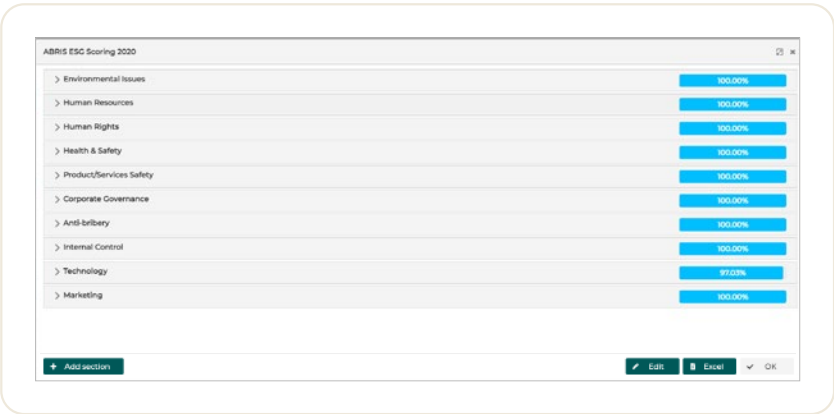 ABRIS ESG Scoring 2020
Environmental Issues 100.00%
Human Resources 100.00%
Human Rights 100.00%
Health & Safety 100.00%
Product/Services Safety 100.00%
Corporate Governance 100.00%
Anti-bribery 100.00%
Internal Control 100.00%
Technology 97.03%
Marketing 100.00%
+ Add section Edit Excel OK